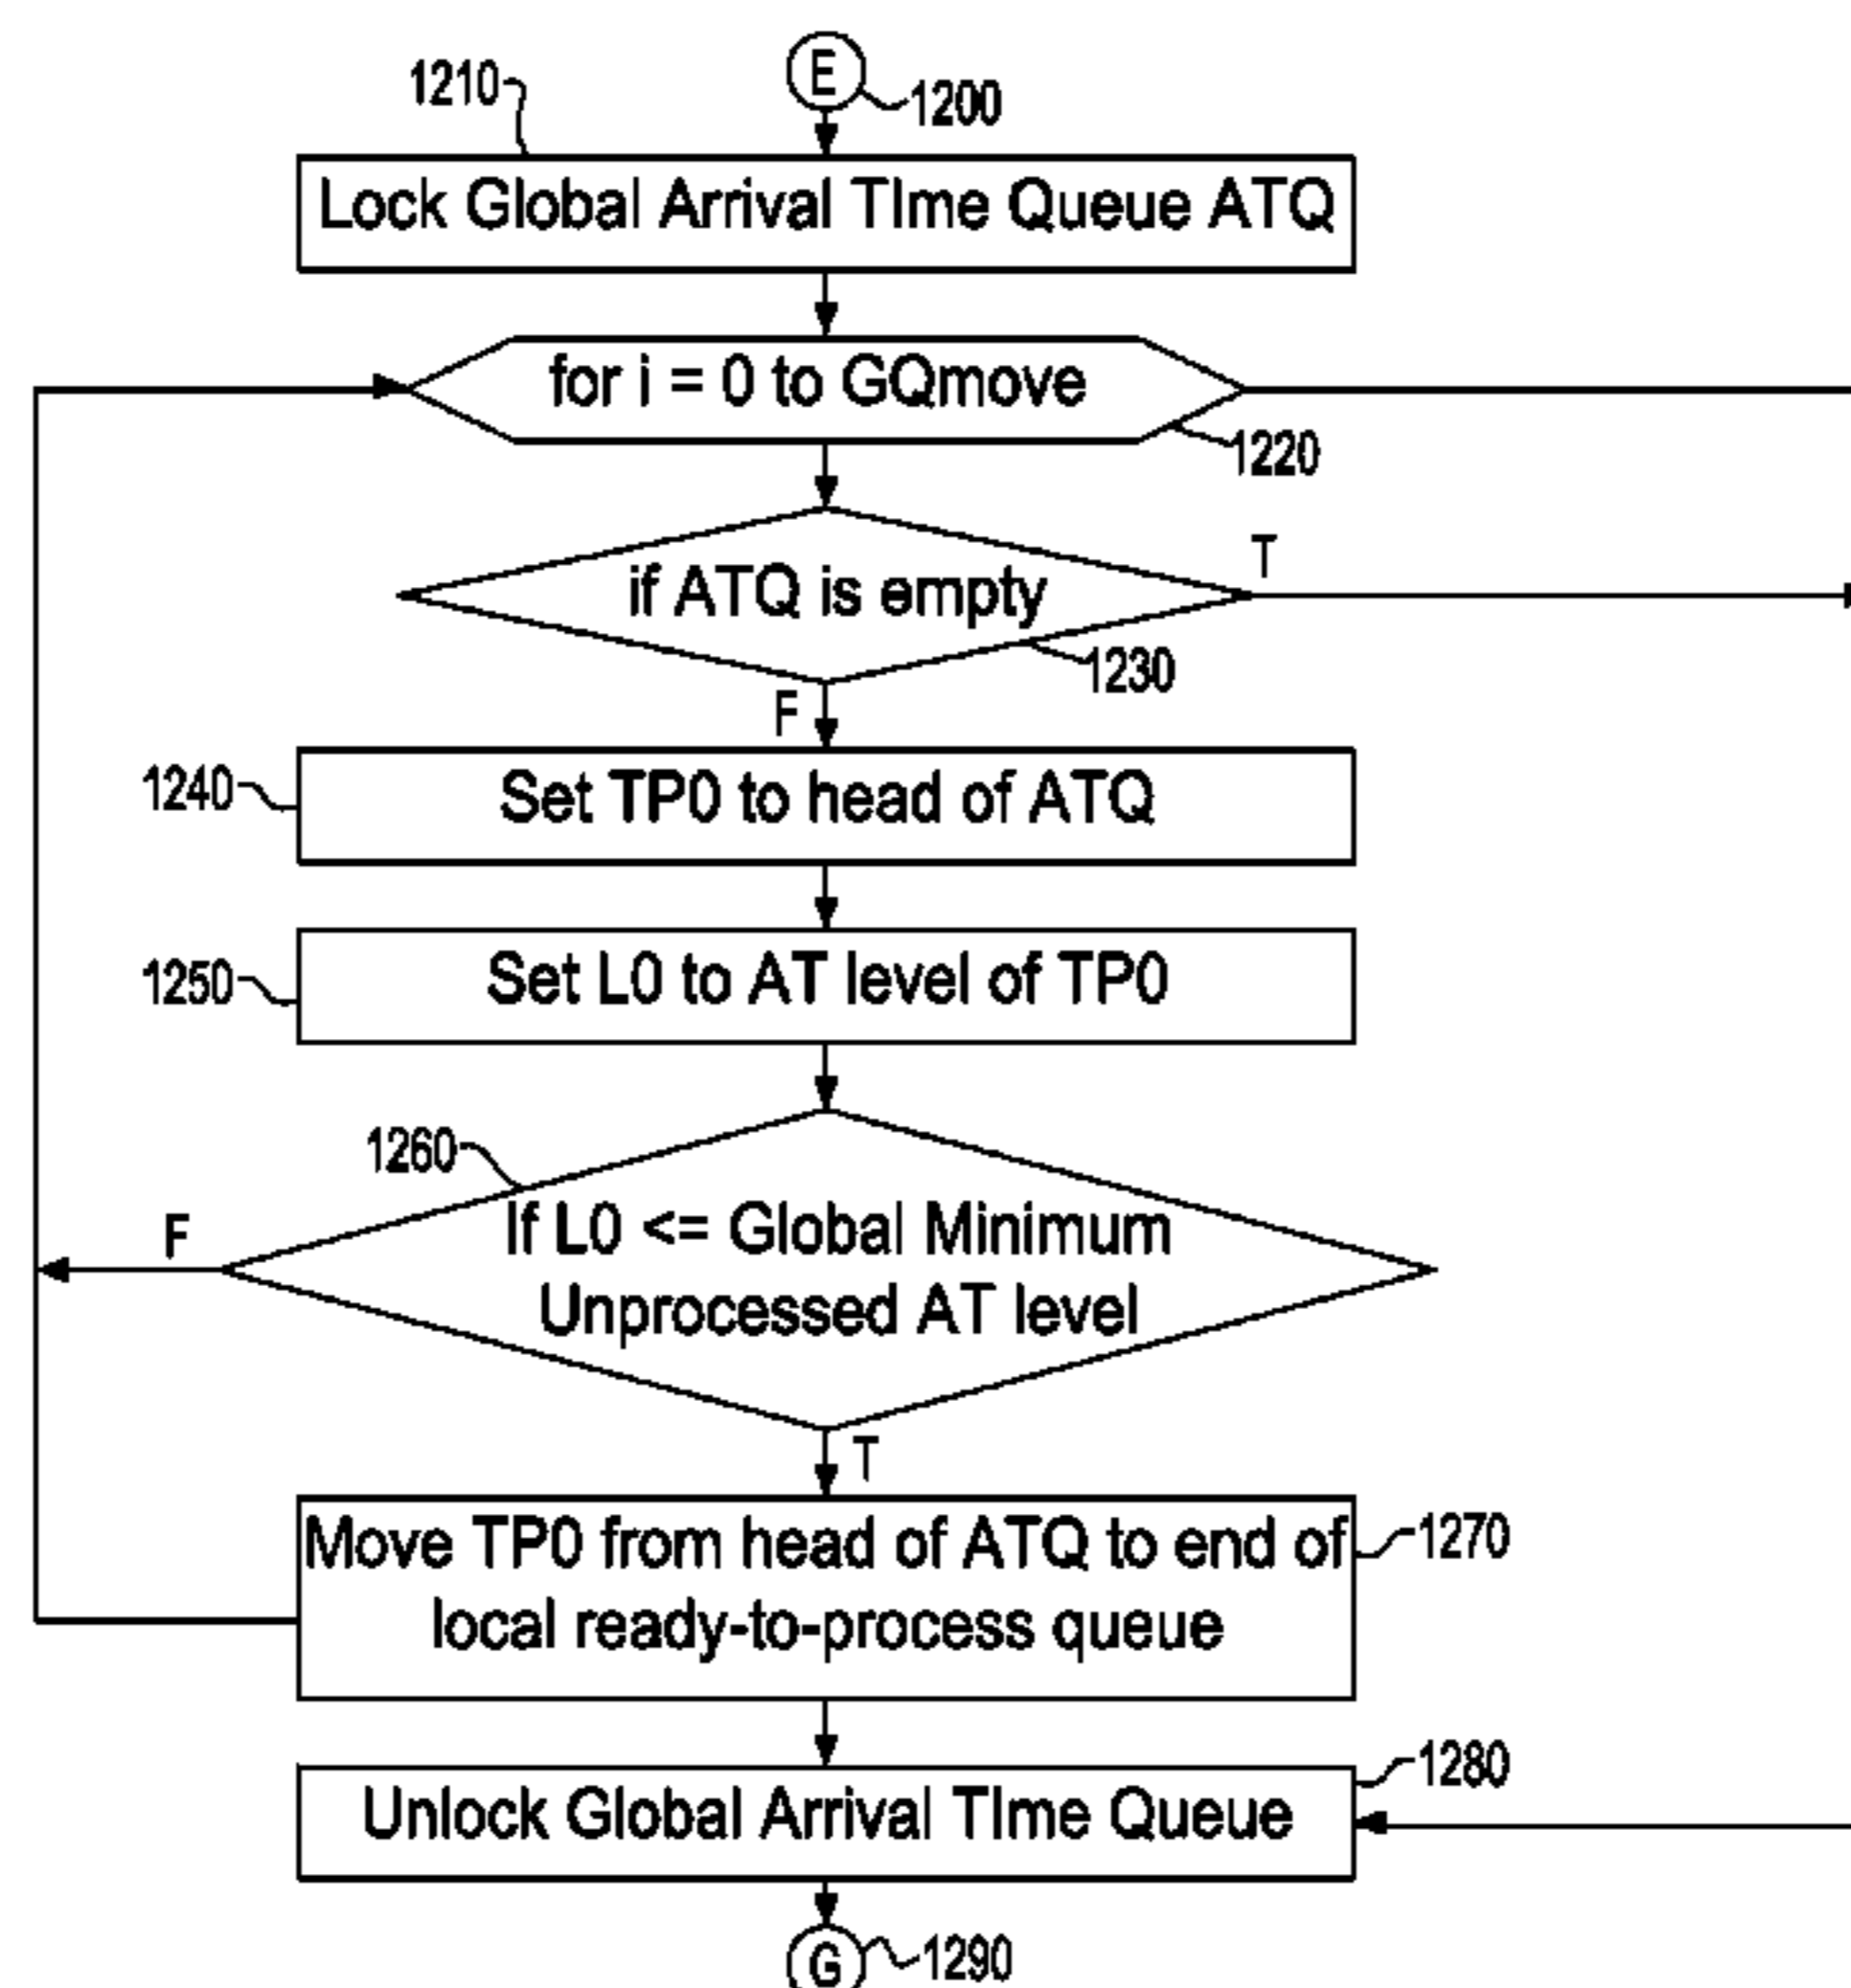 E
1200
1210
Lock Global Arrival TIme Queue ATQ
for i = 0 to GQmove
1220
if ATQ is empty
T
1230
F
1240
Set TP0 to head of ATQ
1250
Set L0 to AT level of TP0
1260
If L0 <= Global Minimum
Unprocessed AT level
F
T
Move TP0 from head of ATQ to end of
local ready-to-process queue
1270
1280
Unlock Global Arrival TIme Queue
G
1290